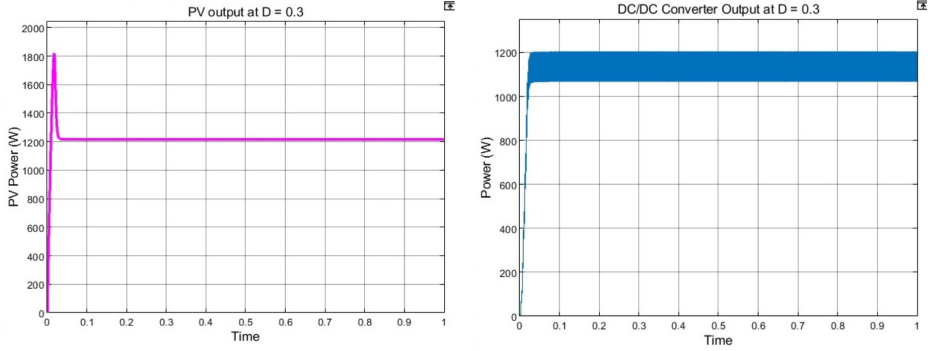 PV output at D = 0.3
2000
1800
1600
1400
1200
1000
800
600
400
200
0
PV Power (W)
0 0.1 0.2 0.3 0.4 0.5 0.6 0.7 0.8 0.9 1
Time
DC/DC Converter Output at D = 0.3
1200
1000
800
600
400
200
0
Power (W)
0 0.1 0.2 0.3 0.4 0.5 0.6 0.7 0.8 0.9 1
Time